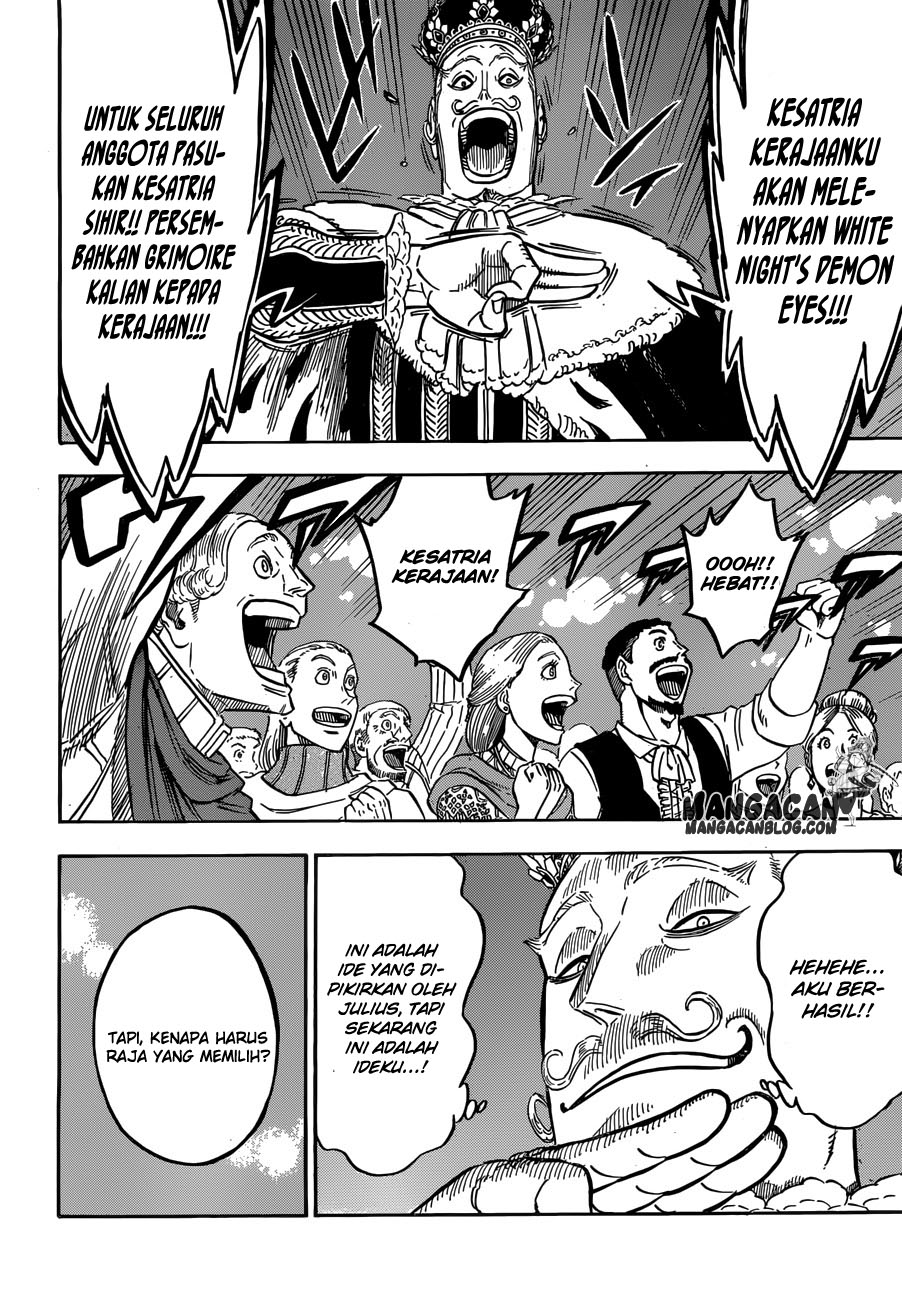 KESATRIA
KERAJAANKU
AKAN MELE-
NYAPKAN WHITE
NIGHT'S DEMON
EYES!!!
UNTUK SELURUH
ANGGOTA PASU-
KAN KESATRIA
SIHIR!! PERSEM-
BAHKAN GRIMOIRE
KALIAN KEPADA
KERAJAAN!!!
OOOH!!
HEBAT!!
KESATRIA
KERAJAAN!
MANGACAN
MANGACANBLOG.COM
HEHEHE...
AKU BER-
HASIL!!
INI ADALAH
IDE YANG DI-
PIKIRKAN OLEH
JULIUS, TAPI
SEKARANG
INI ADALAH
IDEKU...!
TAPI, KENAPA HARUS
RAJA YANG MEMILIH?